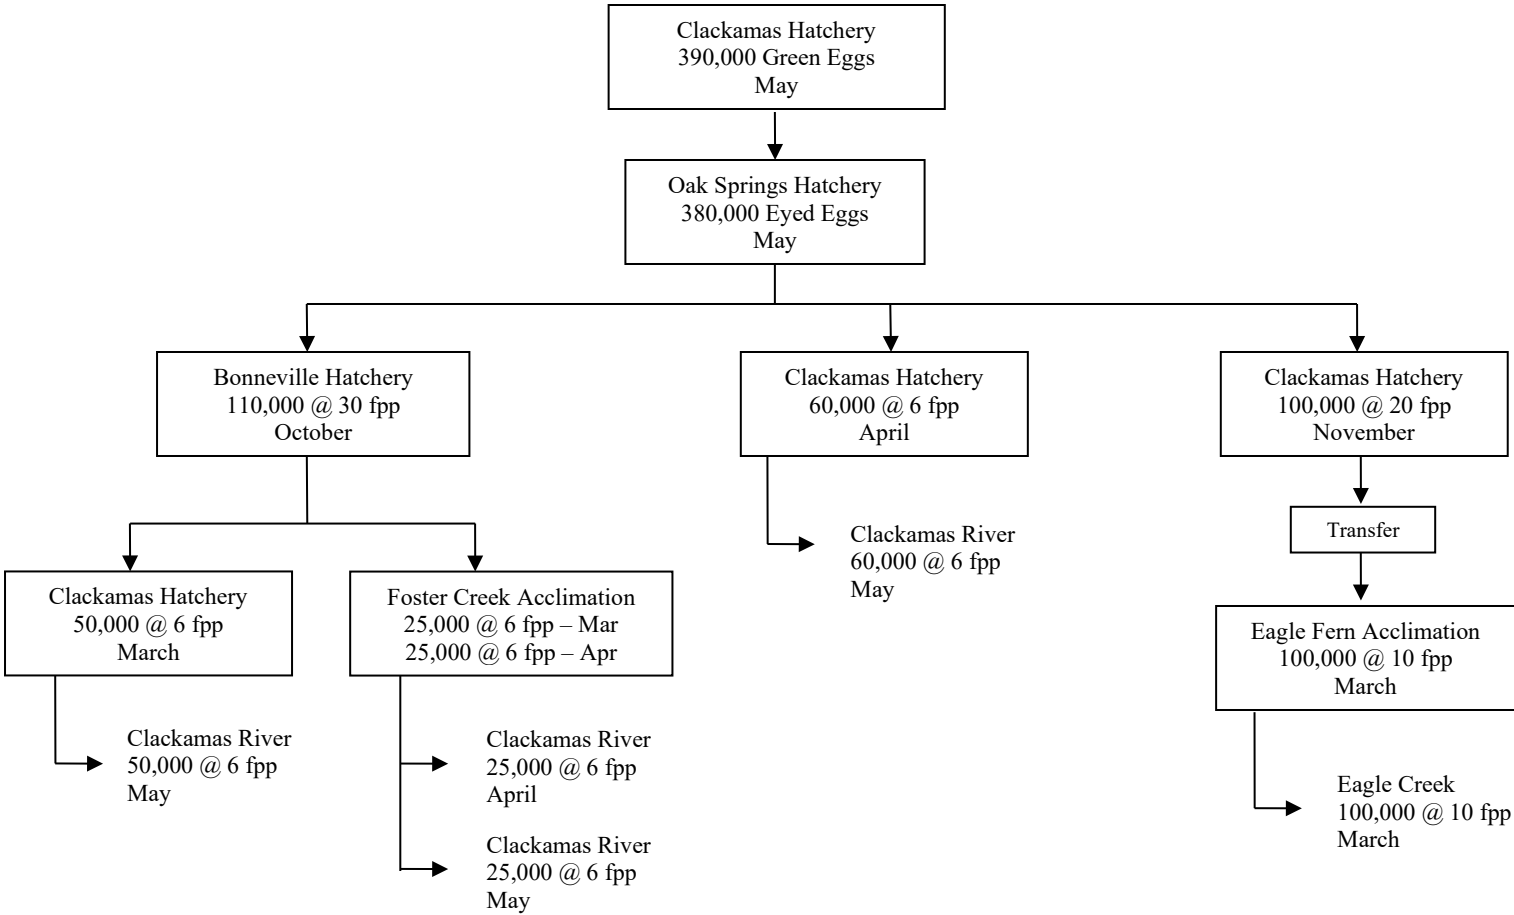 Clackamas Hatchery
390,000 Green Eggs
May
Oak Springs Hatchery
380,000 Eyed Eggs
May
Bonneville Hatchery
110,000 @ 30 fpp
October
Clackamas Hatchery
60,000 @ 6 fpp
April
Clackamas Hatchery
100,000 @ 20 fpp
November
Clackamas River
60,000 @ 6 fpp
May
Transfer
Clackamas Hatchery
50,000 @ 6 fpp
March
Foster Creek Acclimation
25,000 @ 6 fpp – Mar
25,000 @ 6 fpp – Apr
Eagle Fern Acclimation
100,000 @ 10 fpp
March
Clackamas River
50,000 @ 6 fpp
May
Clackamas River
25,000 @ 6 fpp
April
Clackamas River
25,000 @ 6 fpp
May
Eagle Creek
100,000 @ 10 fpp
March